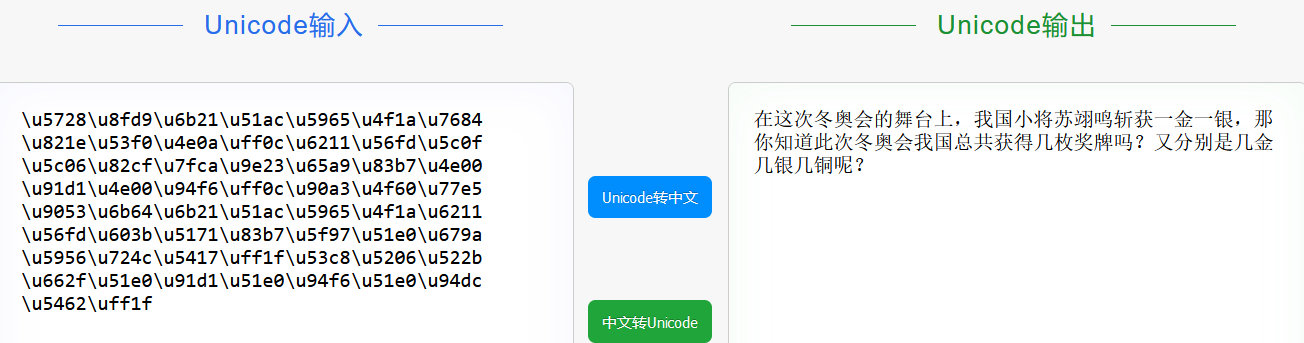 Unicode输入
\u5728\u8fd9\u6b21\u51ac\u5965\u4f1a\u7684
\u821e\u53f0\u4e0a\uff0c\u6211\u56fd\u5c0f
\u5c06\u82cf\u7fca\u9e23\u65a9\u83b7\u4e00
\u91d1\u4e00\u94f6\uff0c\u90a3\u4f60\u77e5
\u9053\u6b64\u6b21\u51ac\u5965\u4f1a\u6211
\u56fd\u603b\u5171\u83b7\u5f97\u51e0\u679a
\u5956\u724c\u5417\uff1f\u53c8\u5206\u522b
\u662f\u51e0\u91d1\u51e0\u94f6\u51e0\u94dc
\u5462\uff1f
Unicode转中文
中文转Unicode
Unicode输出
在这次冬奥会的舞台上，我国小将苏翊鸣斩获一金一银，那
你知道此次冬奥会我国总共获得几枚奖牌吗？又分别是几金
几银几铜呢？